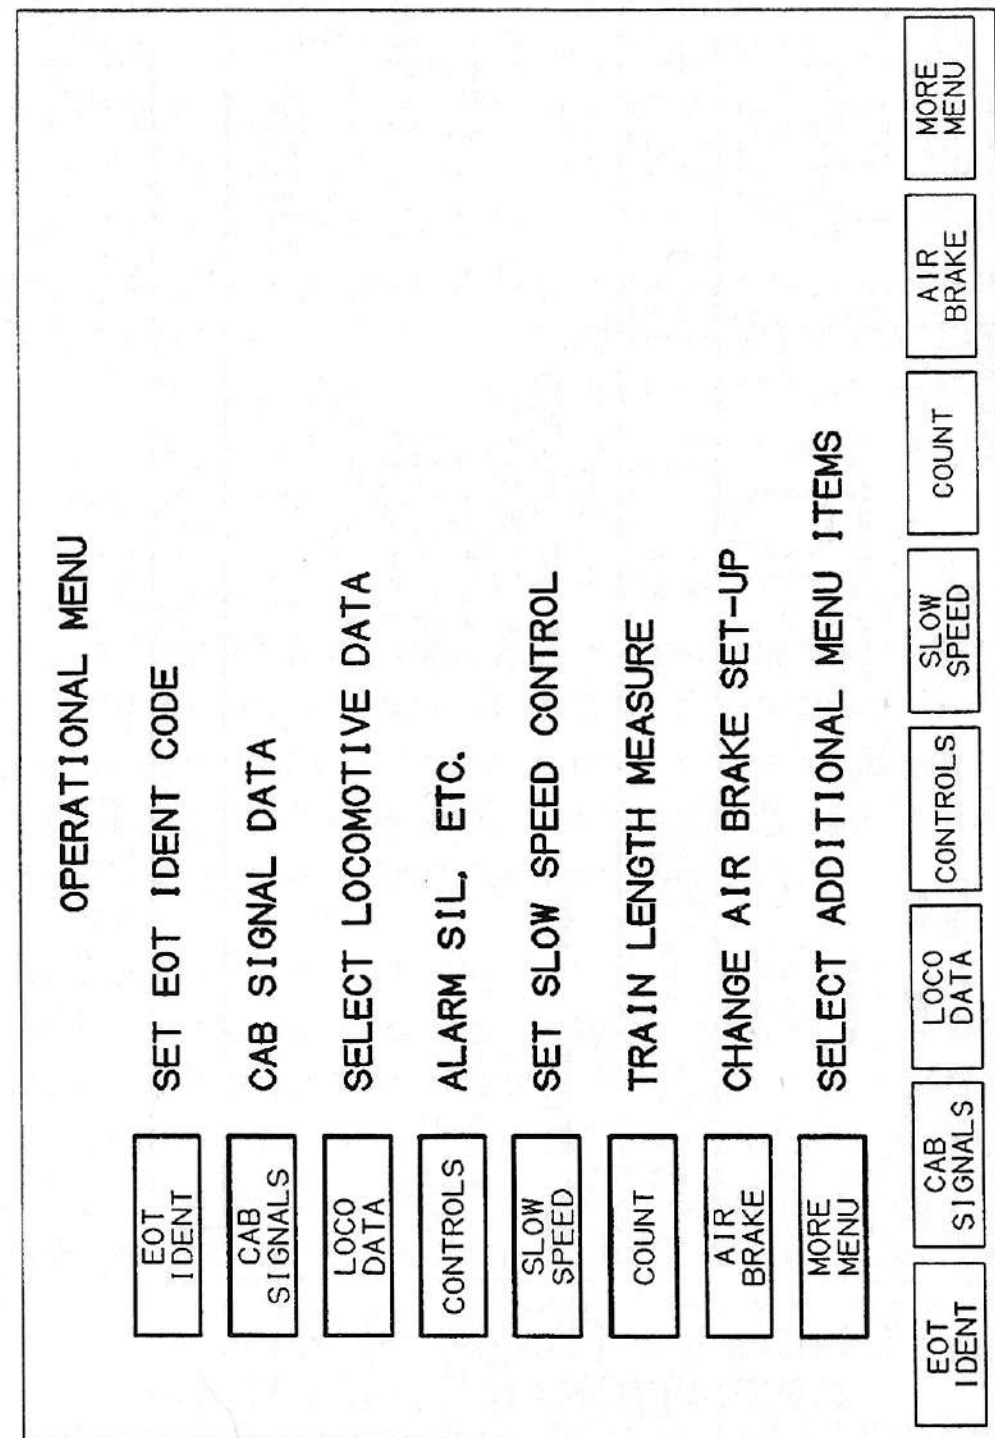 OPERATIONAL MENU
EOT
IDENT
SET EOT IDENT CODE
CAB
SIGNALS
CAB SIGNAL DATA
LOCO
DATA
SELECT LOCOMOTIVE DATA
CONTROLS
ALARM SIL, ETC.
SLOW
SPEED
SET SLOW SPEED CONTROL
COUNT
TRAIN LENGTH MEASURE
AIR
BRAKE
CHANGE AIR BRAKE SET-UP
MORE
MENU
SELECT ADDITIONAL MENU ITEMS
EOT
IDENT
CAB
SIGNALS
LOCO
DATA
CONTROLS
SLOW
SPEED
COUNT
AIR
BRAKE
MORE
MENU